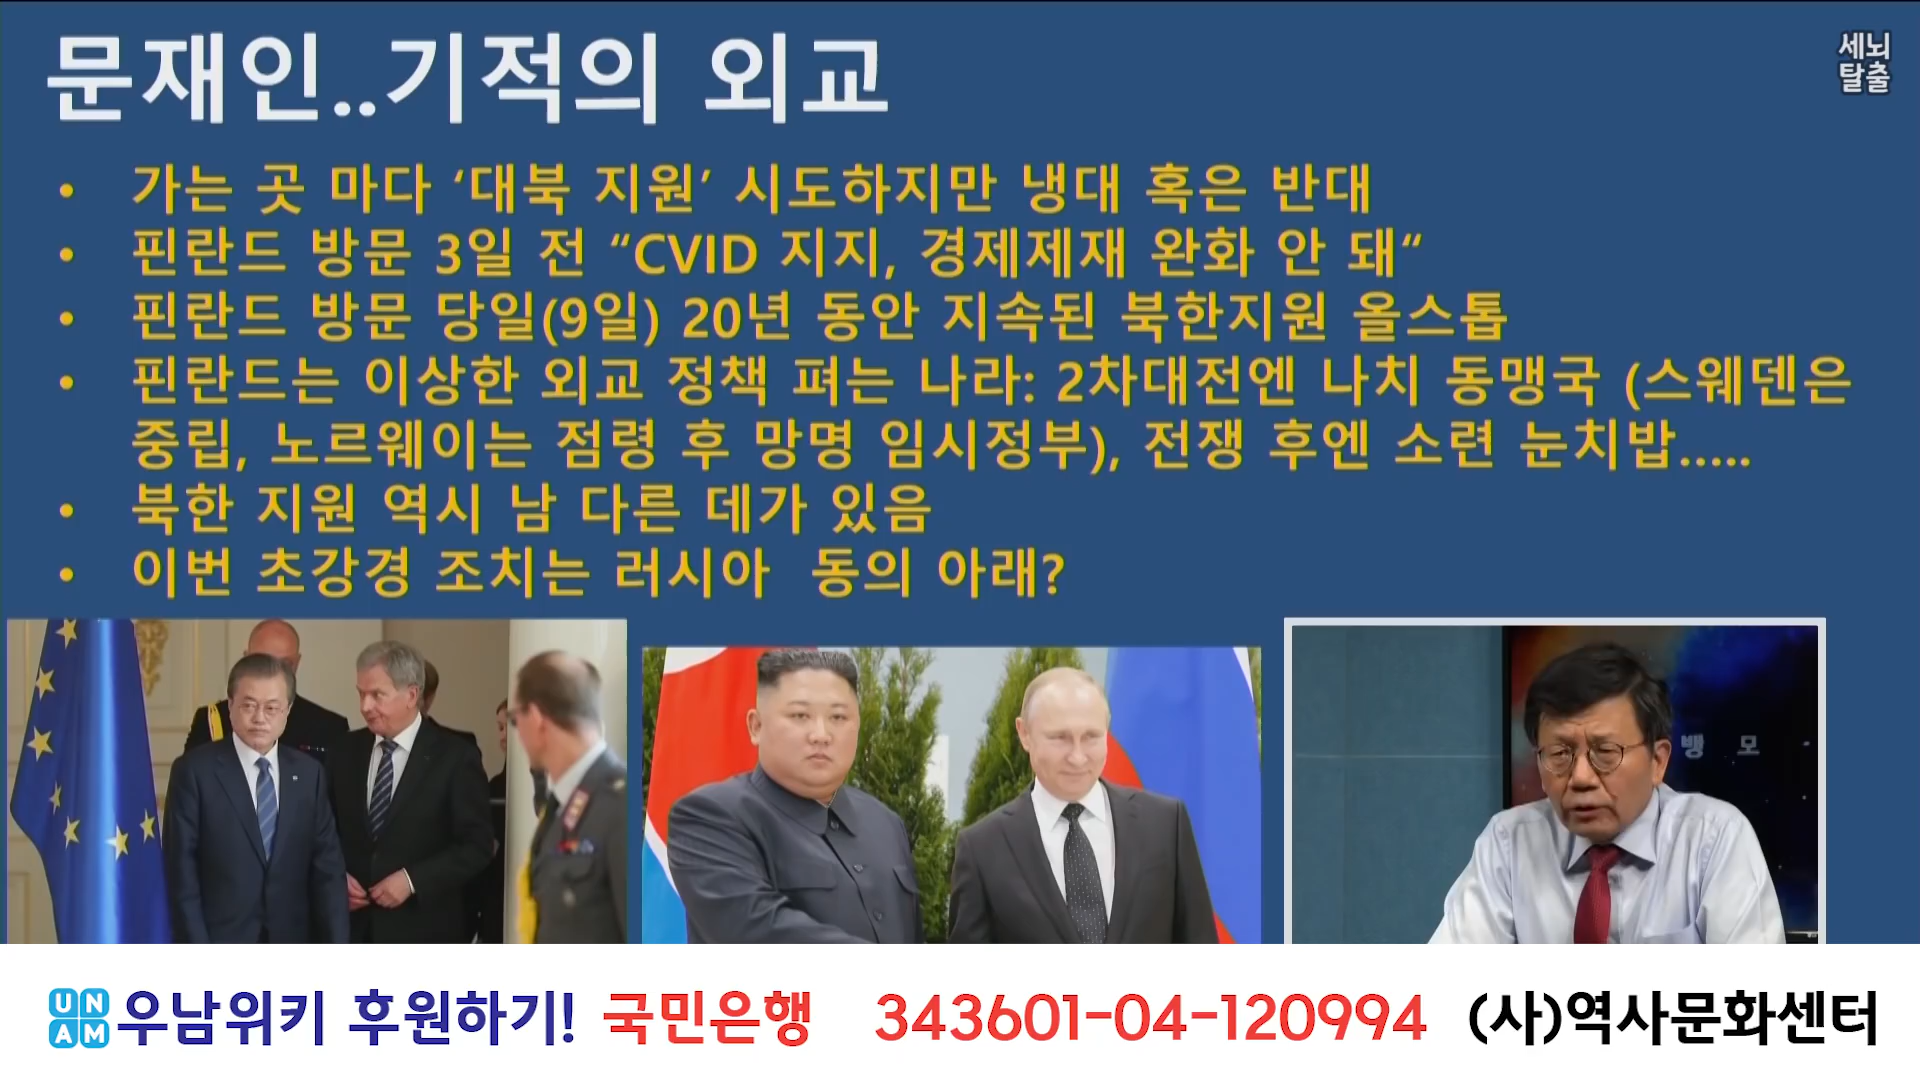 문재인..기적의 외교
세뇌
탈출
• 가는 곳 마다 ‘대북 지원’ 시도하지만 냉대 혹은 반대
• 핀란드 방문 3일 전 “CVID 지지, 경제제재 완화 안 돼“
• 핀란드 방문 당일(9일) 20년 동안 지속된 북한지원 올스톱
• 핀란드는 이상한 외교 정책 펴는 나라: 2차대전엔 나치 동맹국 (스웨덴은
중립, 노르웨이는 점령 후 망명 임시정부), 전쟁 후엔 소련 눈치밥.....
• 북한 지원 역시 남 다른 데가 있음
• 이번 초강경 조치는 러시아 동의 아래?
UNAM 우남위키 후원하기! 국민은행 343601-04-120994 (사)역사문화센터